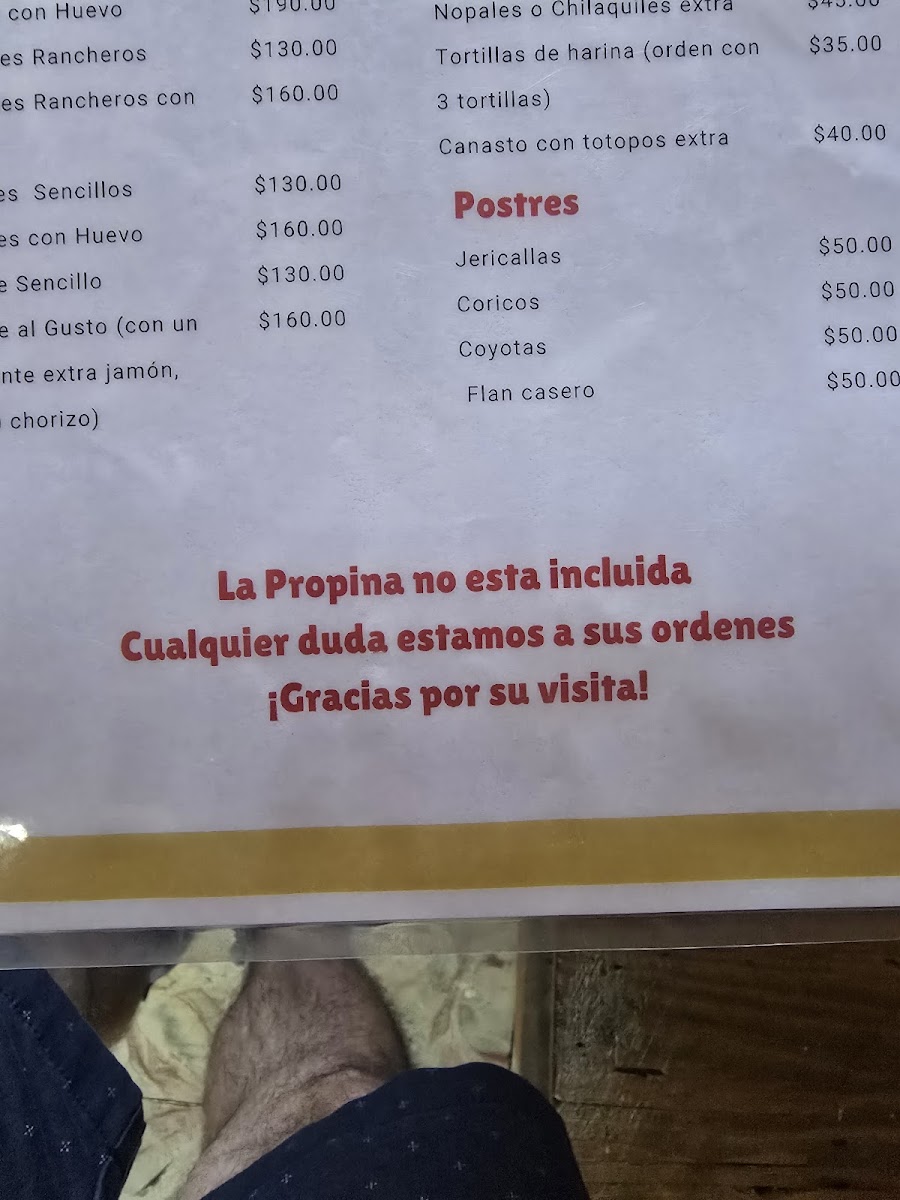 con Huevo $190.00
es Rancheros $130.00
es Rancheros con $160.00
es Sencillos $130.00
es con Huevo $160.00
e Sencillo $130.00
e al Gusto (con un $160.00
nte extra jamón,
chorizo)
Nopales o Chilaquiles extra $45.00
Tortillas de harina (orden con $35.00
3 tortillas)
Canasto con totopos extra $40.00
Postres
Jericallas $50.00
Coricos $50.00
Coyotas $50.00
Flan casero $50.00
La Propina no esta incluida
Cualquier duda estamos a sus ordenes
¡Gracias por su visita!